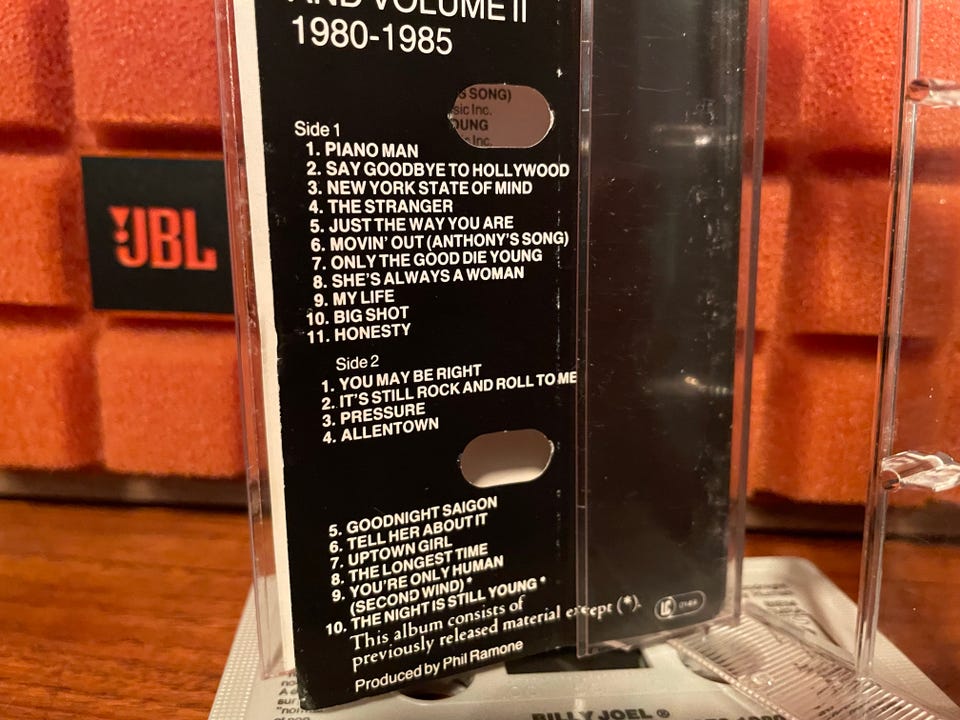 AND VOLUME II
1980-1985
S SONG)
sic Inc.
OUNG
Inc.
Side 1
1. PIANO MAN
2. SAY GOODBYE TO HOLLYWOOD
3. NEW YORK STATE OF MIND
4. THE STRANGER
5. JUST THE WAY YOU ARE
6. MOVIN' OUT (ANTHONY'S SONG)
7. ONLY THE GOOD DIE YOUNG
8. SHE'S ALWAYS A WOMAN
9. MY LIFE
10. BIG SHOT
11. HONESTY
Side 2
1. YOU MAY BE RIGHT
2. IT'S STILL ROCK AND ROLL TO ME
3. PRESSURE
4. ALLENTOWN
5. GOODNIGHT SAIGON
6. TELL HER ABOUT IT
7. UPTOWN GIRL
8. THE LONGEST TIME
9. YOU'RE ONLY HUMAN
(SECOND WIND)*
10. THE NIGHT IS STILL YOUNG*
This album consists of
previously released material except (*).
Produced by Phil Ramone
LC
JBL
BILLY JOEL ®